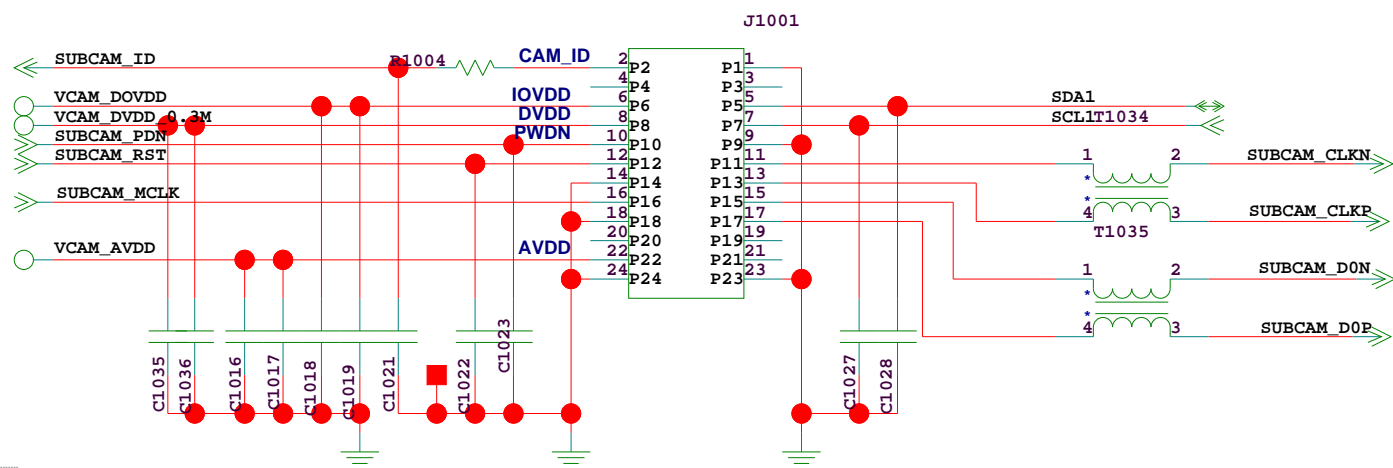 J1001
SUBCAM_ID
R1004
CAM_ID
2
P2
P1
1
4
P4
P3
3
VCAM_DOVDD
IOVDD
6
P6
P5
5
SDA1
VCAM_DVDD_0.3M
DVDD
8
P8
P7
7
SCL1
T1034
SUBCAM_PDN
PWDN
10
P10
P9
9
SUBCAM_RST
12
P12
P11
11
1
2
SUBCAM_CLKN
14
P14
P13
13
*
SUBCAM_MCLK
16
P16
P15
15
*
18
P18
P17
17
4
3
SUBCAM_CLKP
20
P20
P19
19
T1035
VCAM_AVDD
AVDD
22
P22
P21
21
24
P24
P23
23
1
2
SUBCAM_D0N
*
*
4
3
SUBCAM_D0P
C1035
C1036
C1016
C1017
C1018
C1019
C1021
C1022
C1023
C1027
C1028